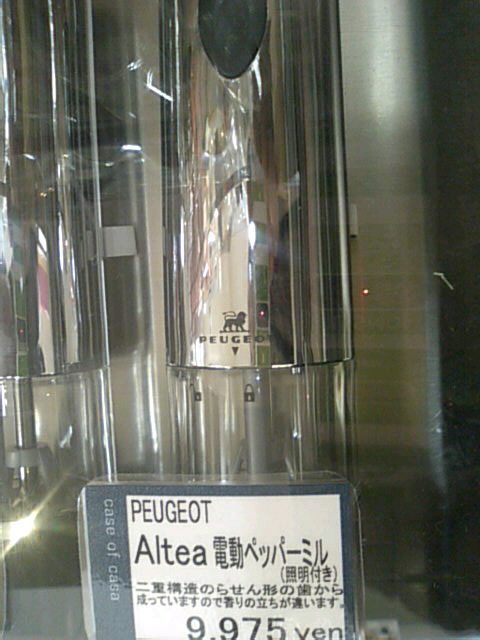 PEUGEOT
case of casa
PEUGEOT
Altea 電動ペッパーミル
(照明付き)
二重構造のらせん形の歯から
成っていますので香りの立ちが違います。
9,975 yen